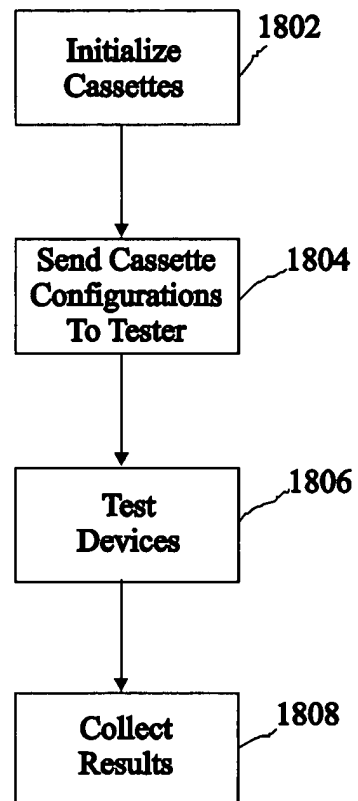 1802
Initialize
Cassettes
1804
Send Cassette
Configurations
To Tester
1806
Test
Devices
1808
Collect
Results